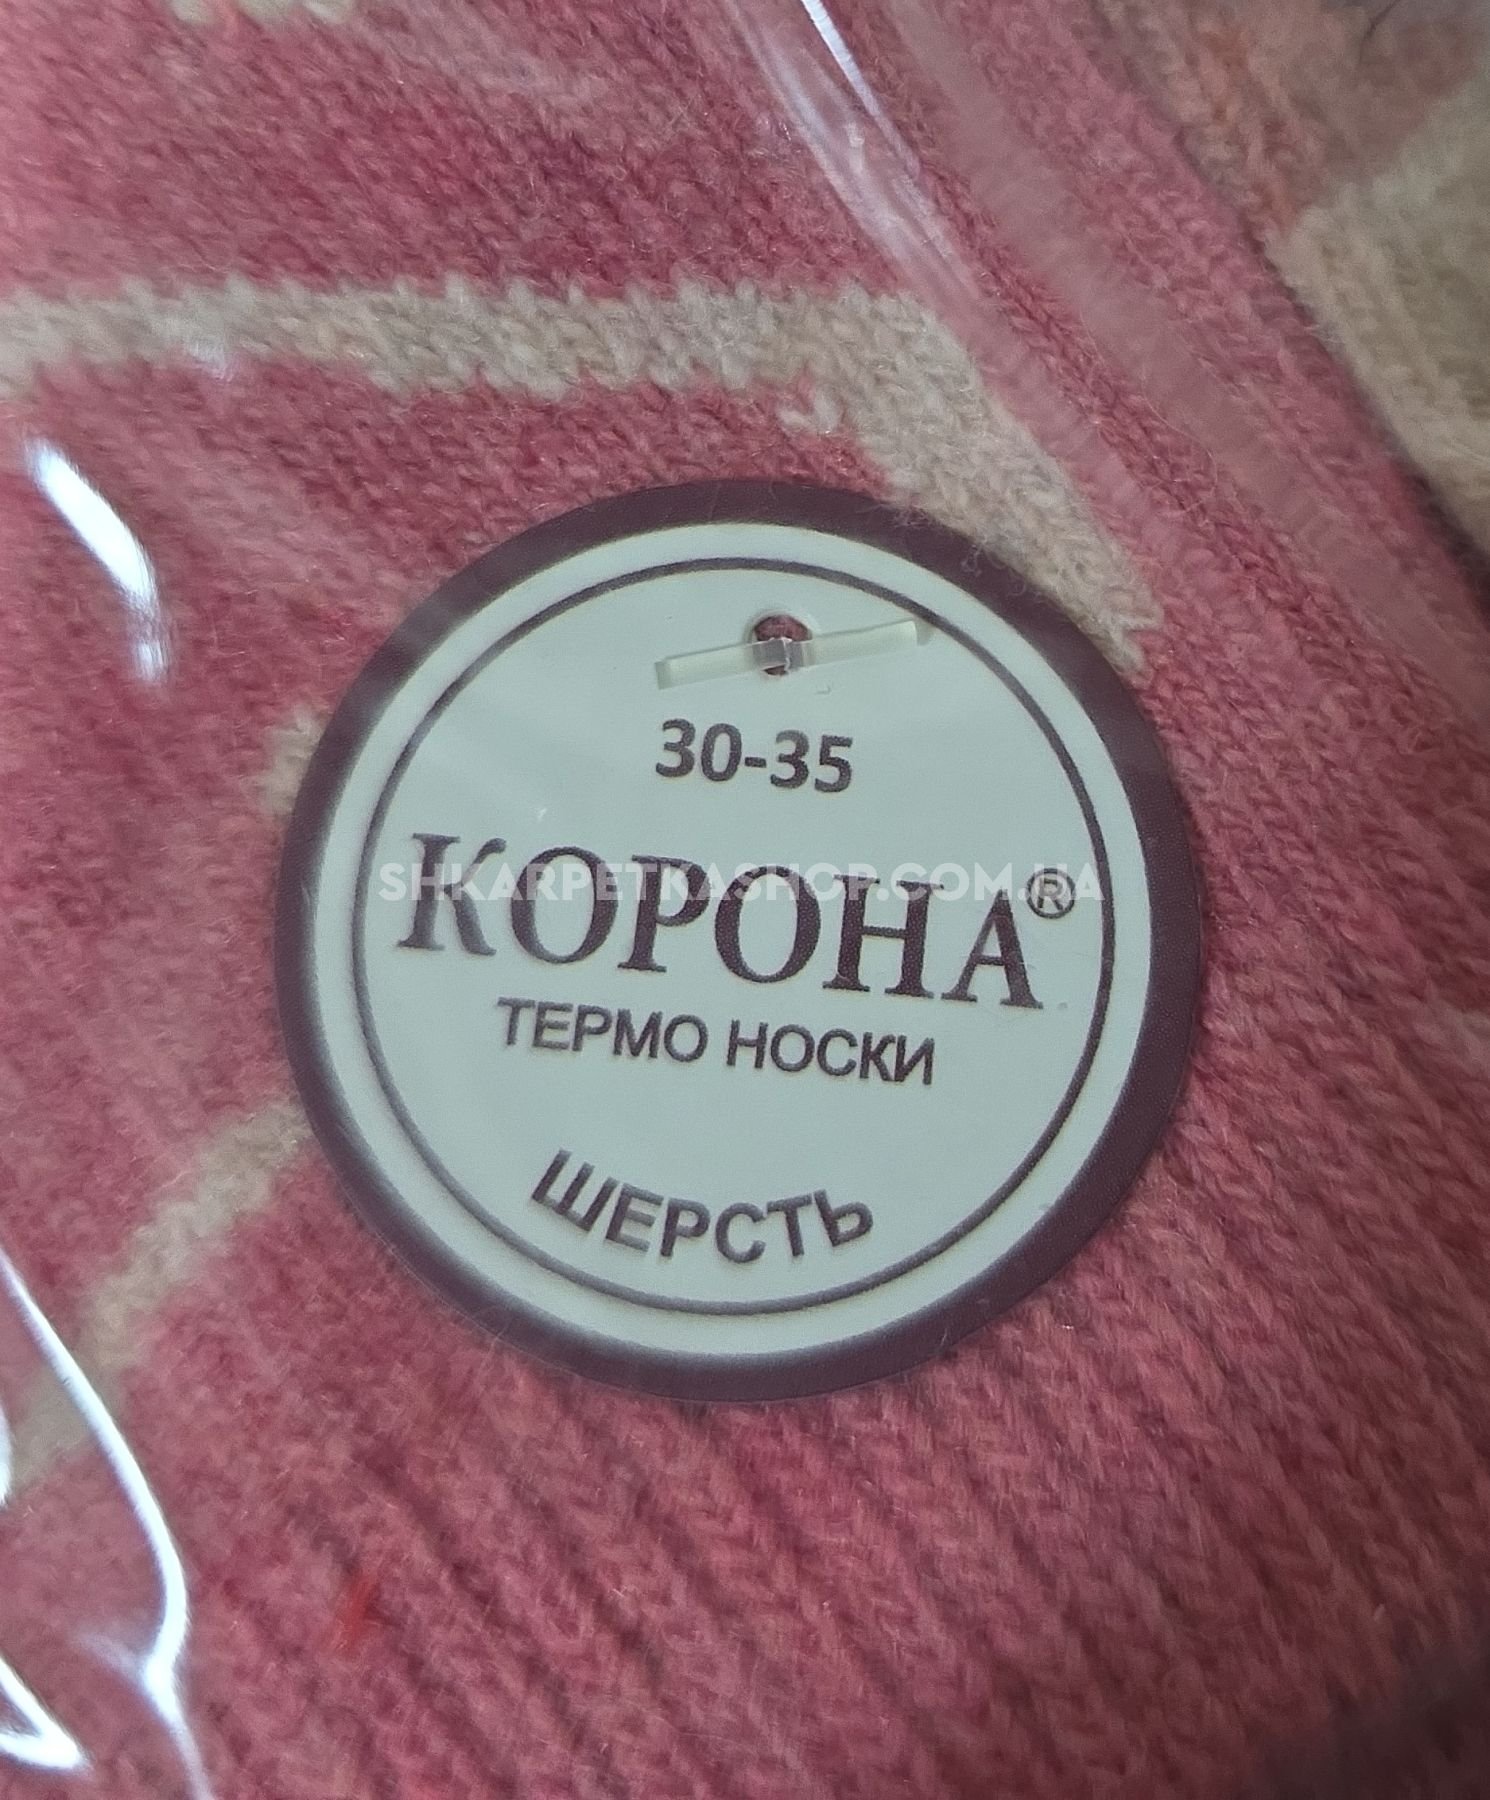 30-35
КОРОНА®
SHKARPETKASHOP.COM.UA
ТЕРМО НОСКИ
ШЕРСТЬ